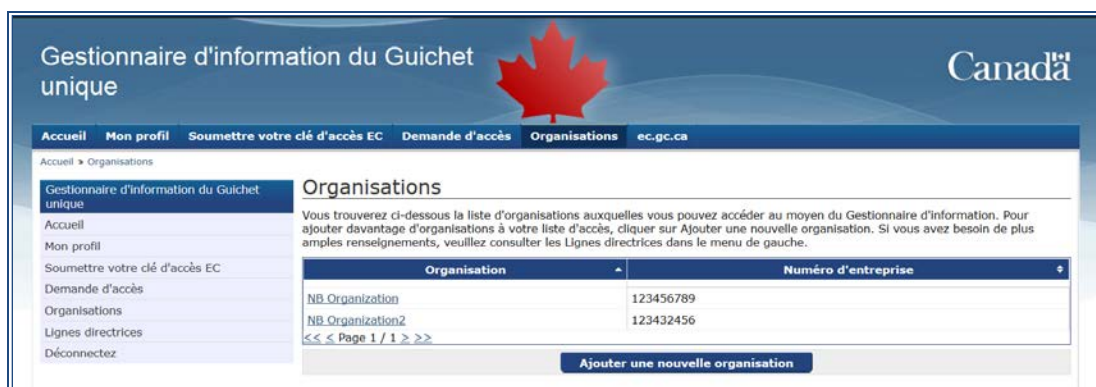 Gestionnaire d'information du Guichet
unique
Canada
Accueil Mon profil Soumettre votre clé d'accès EC Demande d'accès Organisations ec.gc.ca
Accueil » Organisations
Gestionnaire d'information du Guichet
unique
Accueil
Mon profil
Soumettre votre clé d'accès EC
Demande d'accès
Organisations
Lignes directrices
Déconnectez
Organisations
Vous trouverez ci-dessous la liste d'organisations auxquelles vous pouvez accéder au moyen du Gestionnaire d'information. Pour
ajouter davantage d'organisations à votre liste d'accès, cliquer sur Ajouter une nouvelle organisation. Si vous avez besoin de plus
amples renseignements, veuillez consulter les Lignes directrices dans le menu de gauche.
Organisation Numéro d'entreprise
NB Organization 123456789
NB Organization2 123432456
<< < Page 1 / 1 > >>
Ajouter une nouvelle organisation